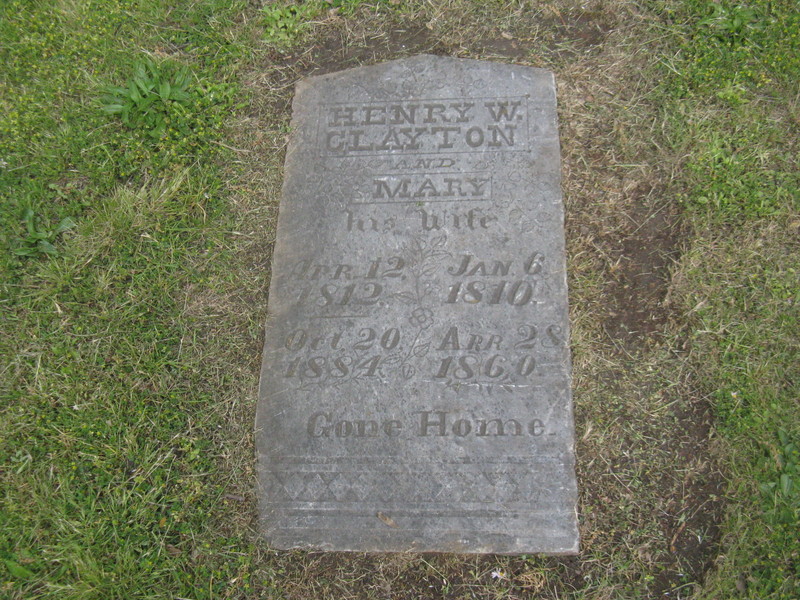 HENRY W.
CLAYTON
AND
MARY
his Wife
APR. 12. JAN. 6.
1812. 1810.
OCT 20. APR. 28.
1884. 1860.
Gone Home.